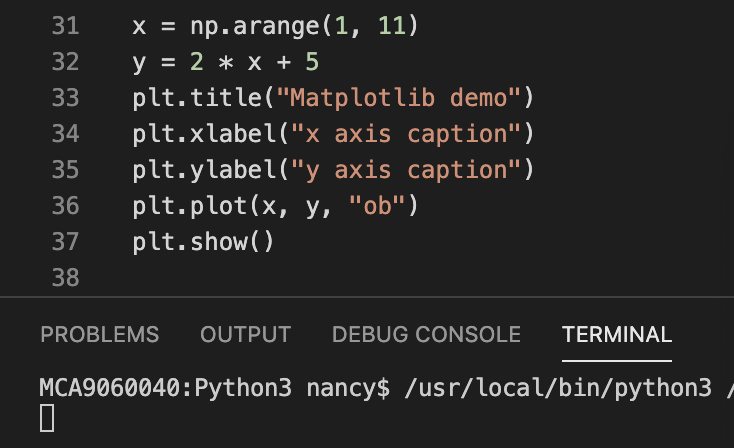 31 x = np.arange(1, 11)
32 y = 2 * x + 5
33 plt.title("Matplotlib demo")
34 plt.xlabel("x axis caption")
35 plt.ylabel("y axis caption")
36 plt.plot(x, y, "ob")
37 plt.show()
38
PROBLEMS OUTPUT DEBUG CONSOLE TERMINAL
MCA9060040:Python3 nancy$ /usr/local/bin/python3 /